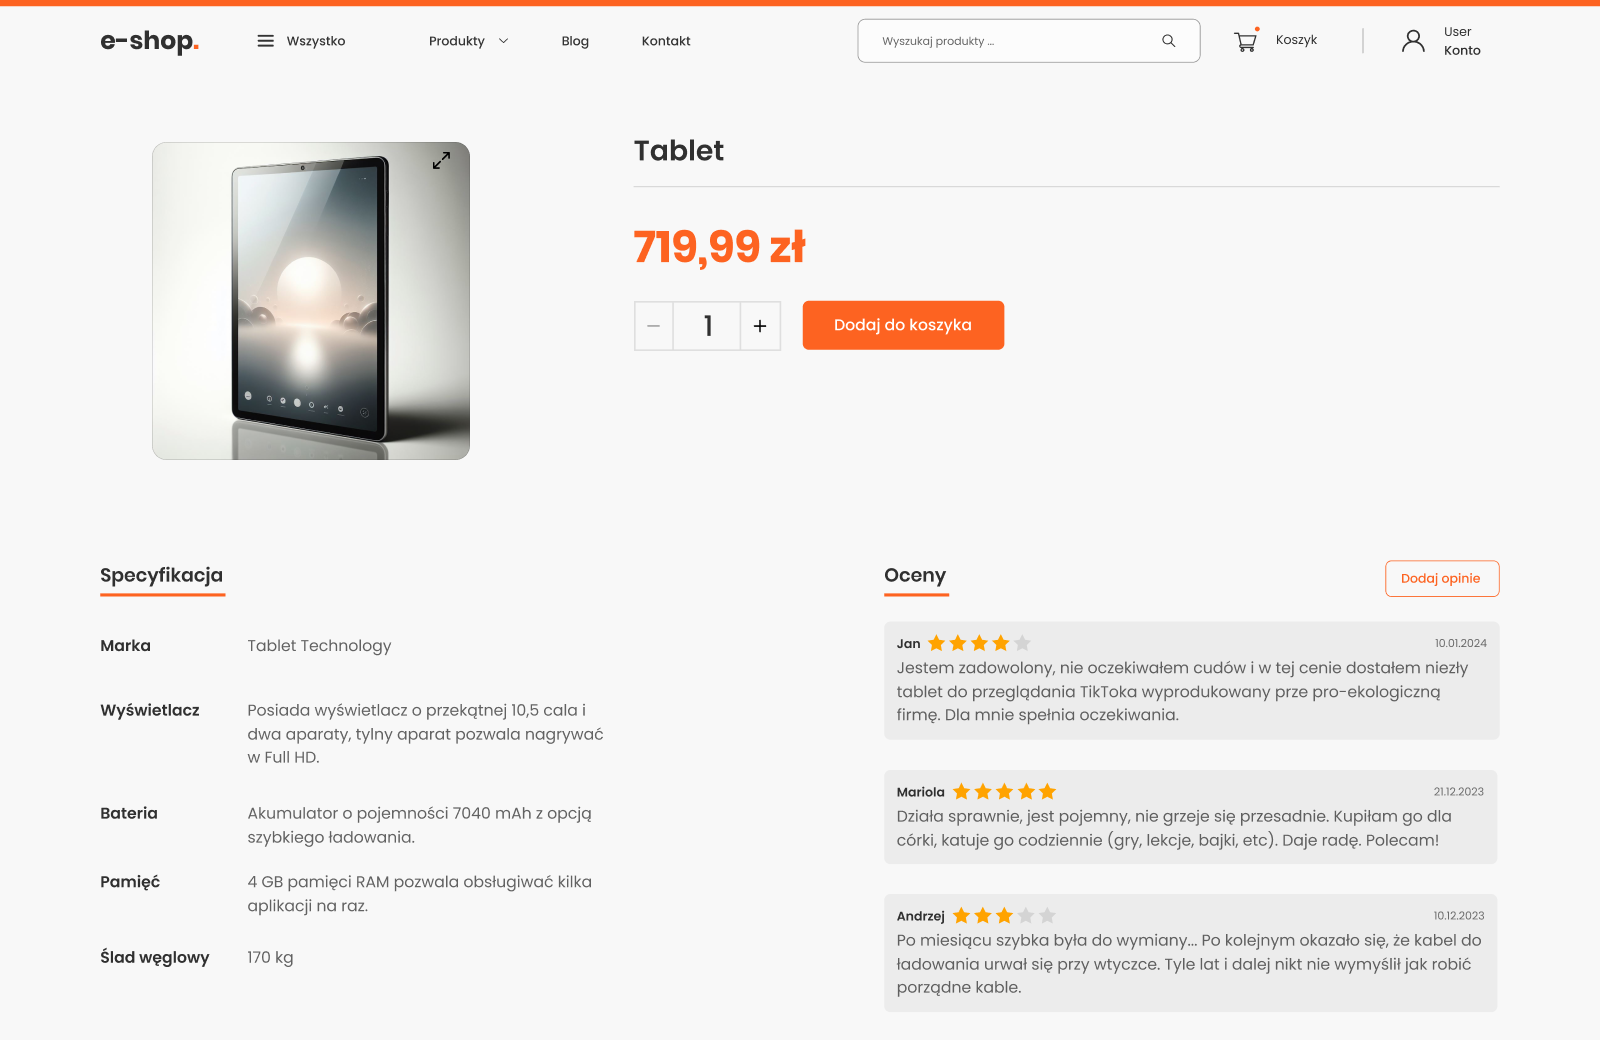 e-shop.
Wszystko
Produkty
Blog
Kontakt
Wyszukaj produkty ...
Koszyk
User
Konto
Tablet
719,99 zł
1
Dodaj do koszyka
Specyfikacja
Marka
Tablet Technology
Wyświetlacz
Posiada wyświetlacz o przekątnej 10,5 cala i
dwa aparaty, tylny aparat pozwala nagrywać
w Full HD.
Bateria
Akumulator o pojemności 7040 mAh z opcją
szybkiego ładowania.
Pamięć
4 GB pamięci RAM pozwala obsługiwać kilka
aplikacji na raz.
Ślad węglowy
170 kg
Oceny
Dodaj opinie
Jan
10.01.2024
Jestem zadowolony, nie oczekiwałem cudów i w tej cenie dostałem niezły
tablet do przeglądania TikToka wyprodukowany prze pro-ekologiczną
firmę. Dla mnie spełnia oczekiwania.
Mariola
21.12.2023
Działa sprawnie, jest pojemny, nie grzeje się przesadnie. Kupiłam go dla
córki, katuje go codziennie (gry, lekcje, bajki, etc). Daje radę. Polecam!
Andrzej
10.12.2023
Po miesiącu szybka była do wymiany... Po kolejnym okazało się, że kabel do
ładowania urwał się przy wtyczce. Tyle lat i dalej nikt nie wymyślił jak robić
porządne kable.